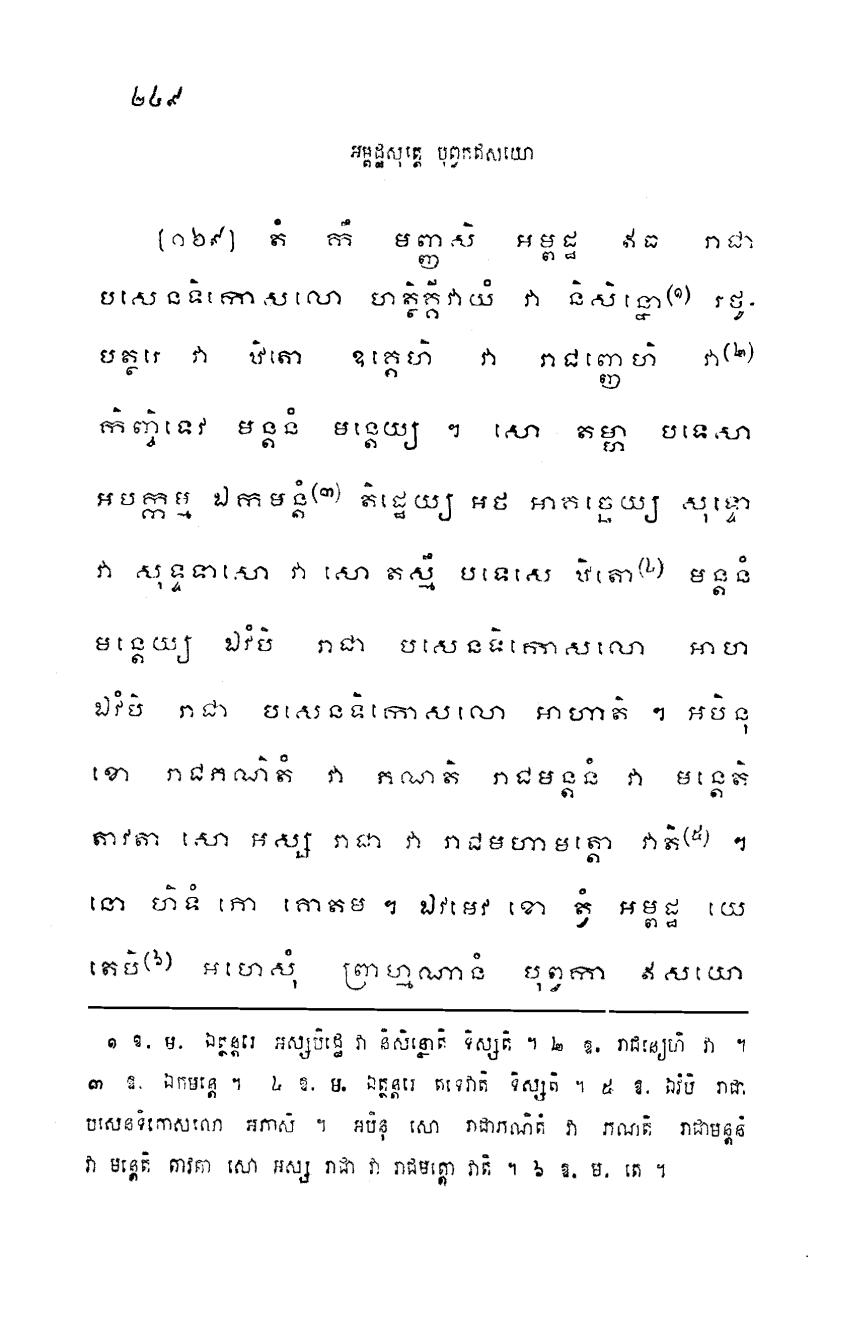 ២៤៩
អម្ពដ្ឋសុត្តេ បុព្វកឥសយោ
[១៦៩] តំ កឹ មញ្ញសិ អម្ពដ្ឋ ឥធ រាជា
បសេនទិកោសលោ ហត្ថិក្ខីវាយំ វា និសិន្នោ(១) រថូ-
បត្ថរេ វា ឋិតោ ឧគ្គេហិ វា រាជញ្ញេហិ វា(២)
កិញ្ចិទេវ មន្តនំ មន្តេយ្យ ។ សោ តម្ហា បទេសា
អបក្កម្ម ឯកមន្តំ(៣) តិដ្ឋេយ្យ អថ អាគច្ឆេយ្យ សុទ្ទោ
វា សុទ្ទទាសោ វា សោ តស្មឹ បទេសេ ឋិតោ(៤) មន្តនំ
មន្តេយ្យ ឯវំបិ រាជា បសេនទិកោសលោ អាហ
ឯវំបិ រាជា បសេនទិកោសលោ អាហាតិ ។ អបិនុ
ខោ រាជភណិតំ វា ភណតិ រាជមន្តនំ វា មន្តេតិ
តាវតា សោ អស្ស រាជា វា រាជមហាមត្តោ វាតិ(៥) ។
នោ ហិទំ ភោ គោតម ។ ឯវមេវ ខោ ត្វំ អម្ពដ្ឋ យេ
តេបិ(៦) អហេសុំ ព្រាហ្មណានំ បុព្វកា ឥសយោ
១ ឱ. ម. ឯត្ថន្តរេ អស្សបិដ្ឋេ វា និសិន្នោតិ ទិស្សតិ ។ ២ ឱ. រាជន្យេហិ វា ។
៣ ឱ. ឯកមន្តេ ។ ៤ ឱ. ម. ឯត្ថន្តរេ តទេវាតិ ទិស្សតិ ។ ៥ ឱ. ឯវំបិ រាជា
បសេនទិកោសលោ អភាសិ ។ អបិនុ សោ រាជាភណិតំ វា ភណតិ រាជាមន្តនំ
វា មន្តេតិ តាវតា សោ អស្ស រាជា វា រាជមត្តោ វាតិ ។ ៦ ឱ. ម. តេ ។